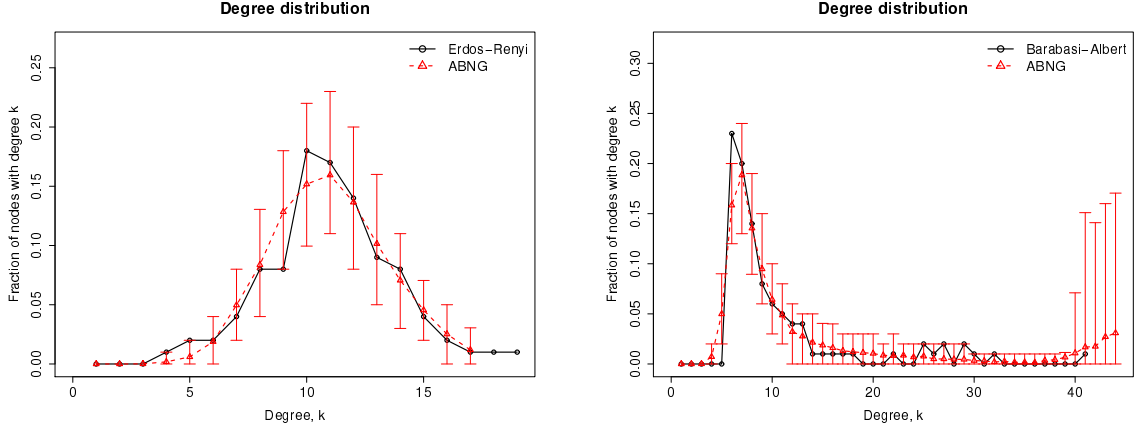 Degree distribution
Erdos-Renyi
ABNG
Fraction of nodes with degree k
0.25
0.20
0.15
0.10
0.05
0.00
0
5
10
15
Degree, k
Degree distribution
Barabasi-Albert
ABNG
Fraction of nodes with degree k
0.30
0.25
0.20
0.15
0.10
0.05
0.00
0
10
20
30
40
Degree, k